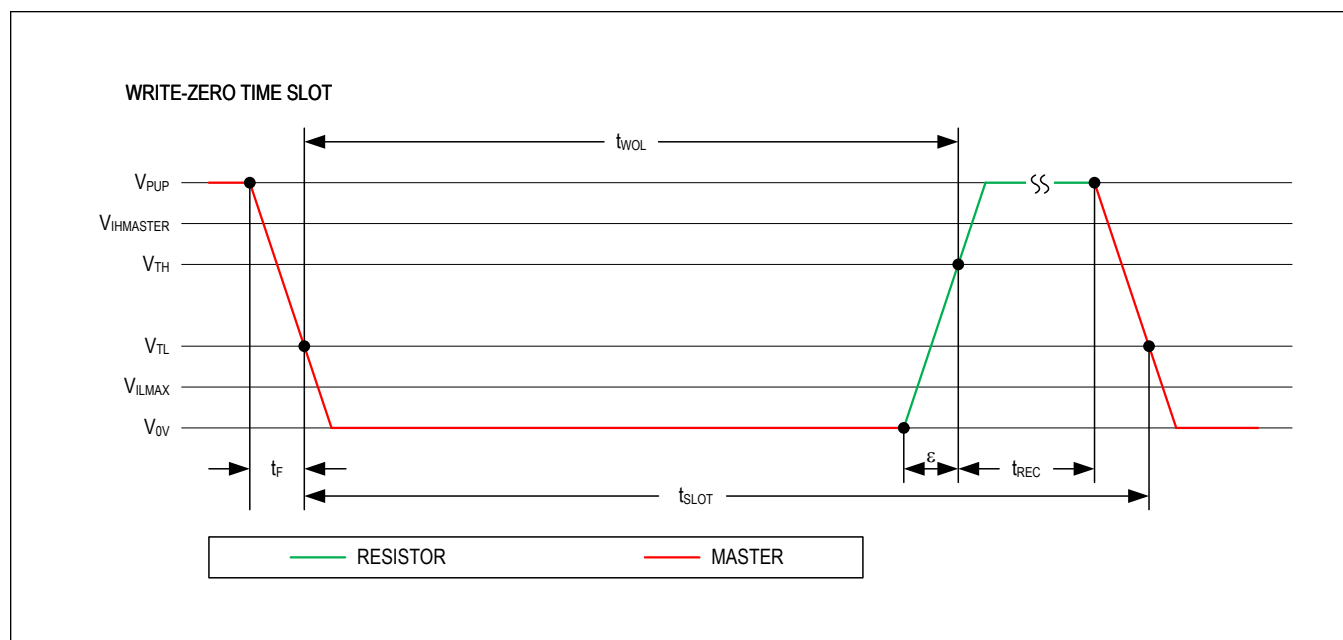 WRITE-ZERO TIME SLOT
tWOL
VPUP
VIHMASTER
VTH
VTL
VILMAX
V0V
tF
ε
tREC
tSLOT
RESISTOR MASTER